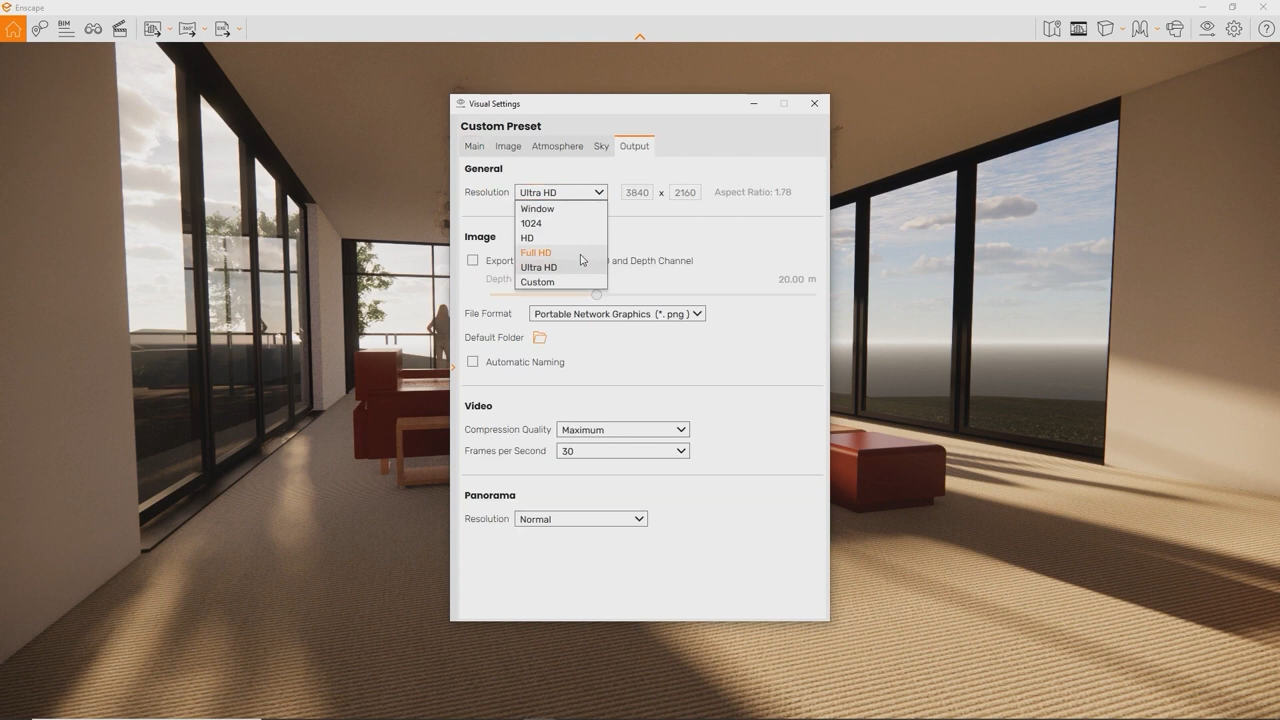 Enscape
BIM
360°
EXE
Visual Settings
Custom Preset
Main Image Atmosphere Sky Output
General
Resolution Ultra HD 3840 x 2160 Aspect Ratio: 1.78
Window
1024
HD
Full HD
Ultra HD
Custom
Image
Export and Depth Channel
Depth 20.00 m
File Format Portable Network Graphics (*. png )
Default Folder
Automatic Naming
Video
Compression Quality Maximum
Frames per Second 30
Panorama
Resolution Normal